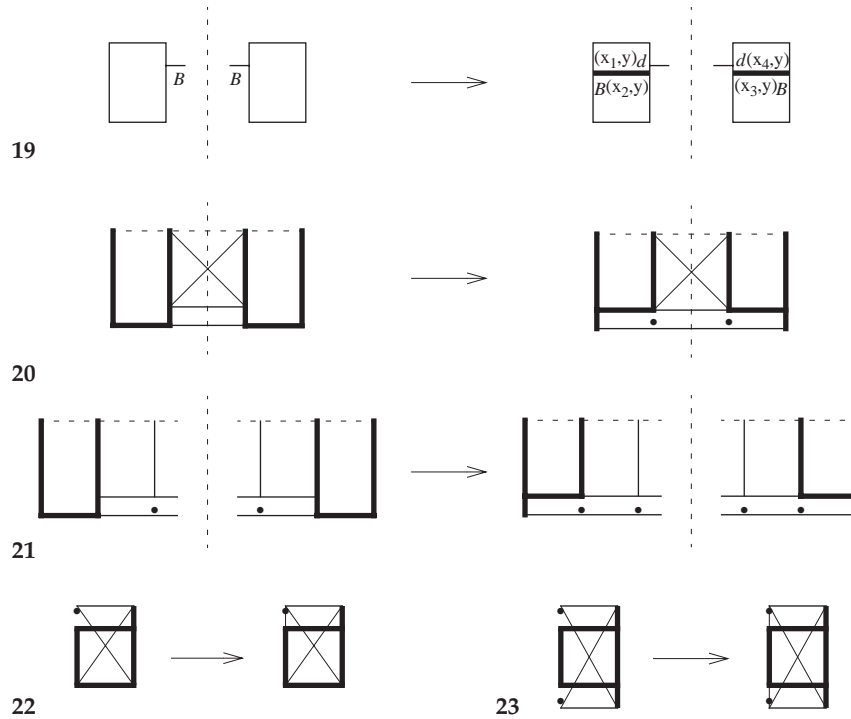 B B (x₁,y)d d(x₄,y)
B(x₂,y) (x₃,y)B
19
20
21
22 23